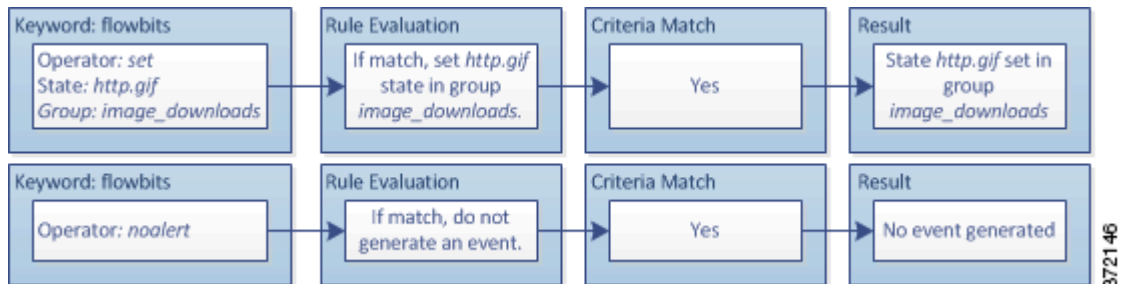 Keyword: flowbits
Operator: set
State: http.gif
Group: image_downloads
Rule Evaluation
If match, set http.gif
state in group
image_downloads.
Criteria Match
Yes
Result
State http.gif set in
group
image_downloads
Keyword: flowbits
Operator: noalert
Rule Evaluation
If match, do not
generate an event.
Criteria Match
Yes
Result
No event generated
372146